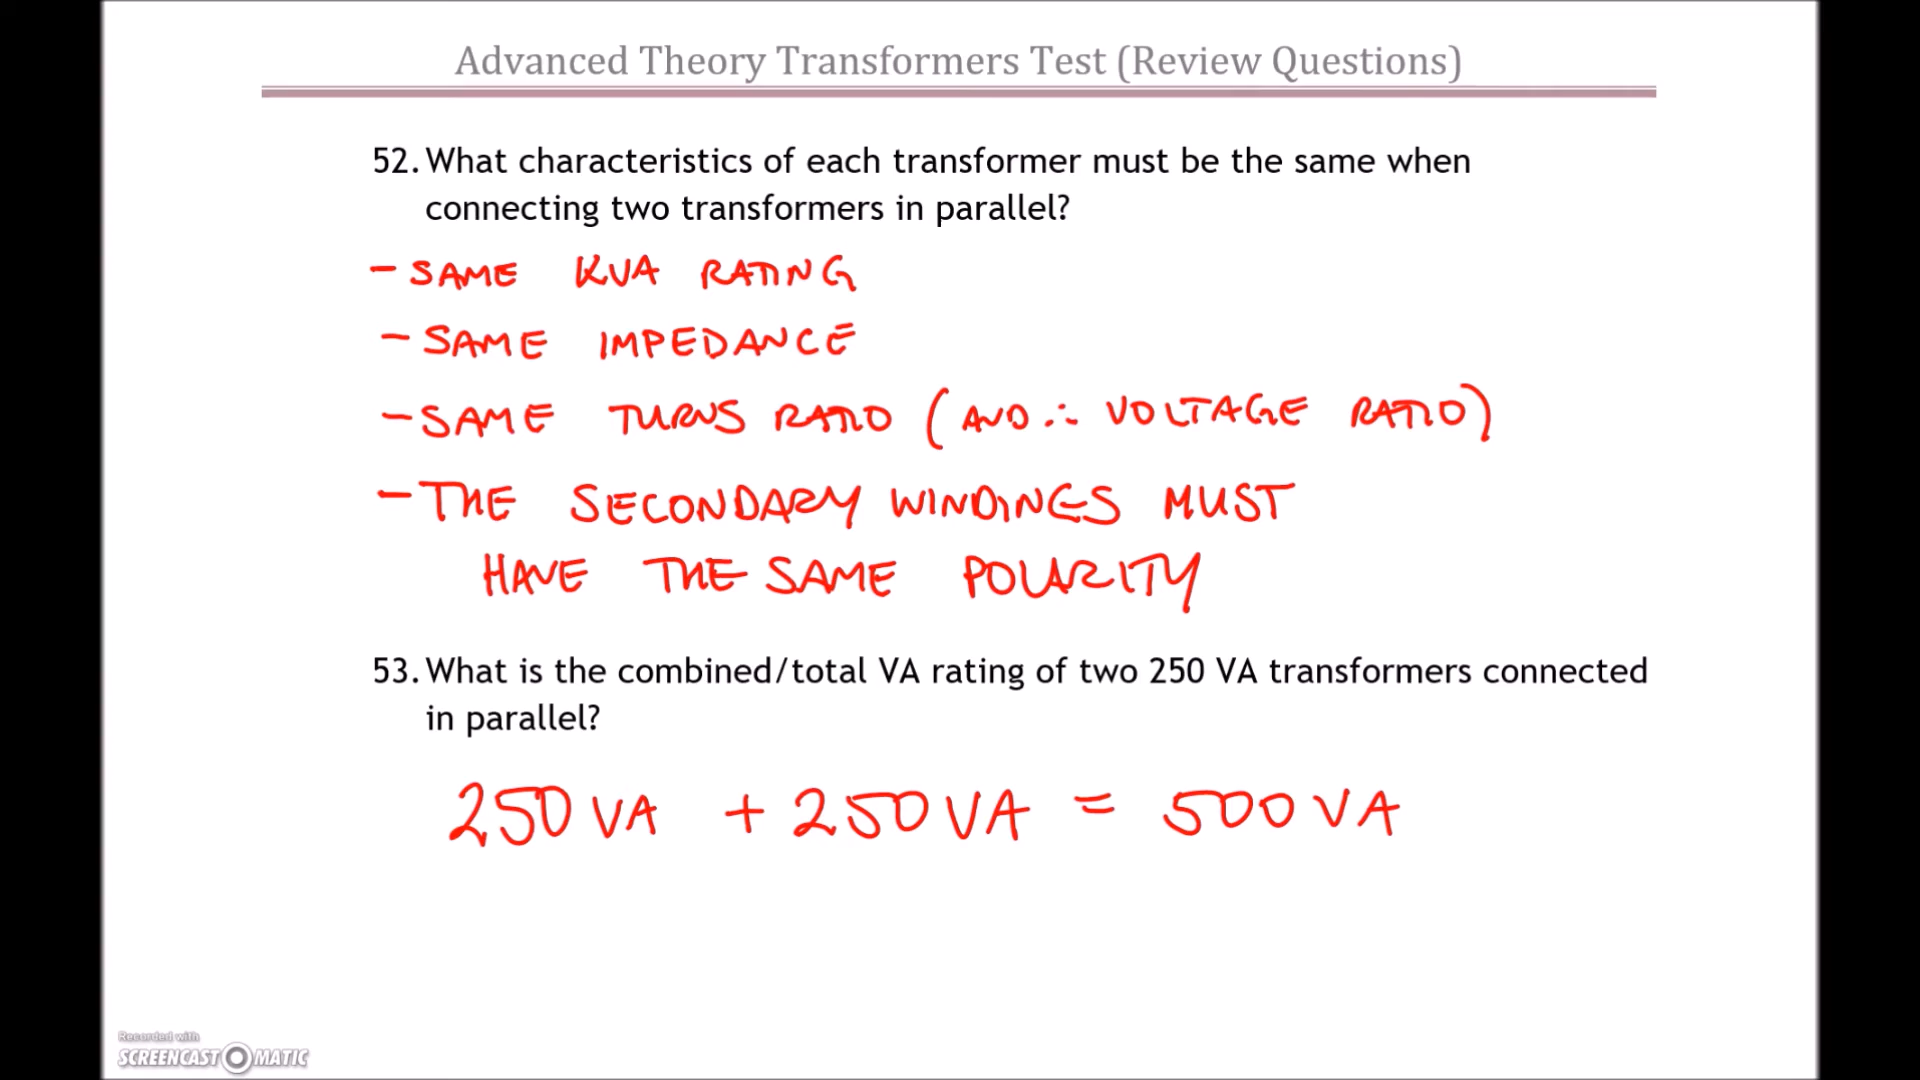 Advanced Theory Transformers Test (Review Questions)
52. What characteristics of each transformer must be the same when
connecting two transformers in parallel?
- SAME KVA RATING
- SAME IMPEDANCE
- SAME TURNS RATIO (AND ∴ VOLTAGE RATIO)
- THE SECONDARY WINDINGS MUST
HAVE THE SAME POLARITY
53. What is the combined/total VA rating of two 250 VA transformers connected
in parallel?
250 VA + 250 VA = 500 VA
Recorded with
SCREENCAST O MATIC